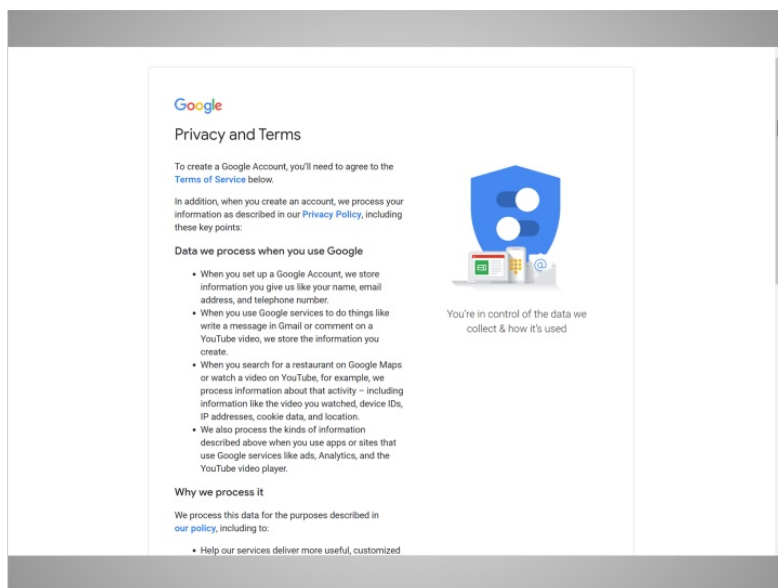 Google
Privacy and Terms
To create a Google Account, you'll need to agree to the
Terms of Service below.
In addition, when you create an account, we process your
information as described in our Privacy Policy, including
these key points:
Data we process when you use Google
• When you set up a Google Account, we store
information you give us like your name, email
address, and telephone number.
• When you use Google services to do things like
write a message in Gmail or comment on a
YouTube video, we store the information you
create.
• When you search for a restaurant on Google Maps
or watch a video on YouTube, for example, we
process information about that activity – including
information like the video you watched, device IDs,
IP addresses, cookie data, and location.
• We also process the kinds of information
described above when you use apps or sites that
use Google services like ads, Analytics, and the
YouTube video player.
Why we process it
We process this data for the purposes described in
our policy, including to:
• Help our services deliver more useful, customized
@
You're in control of the data we
collect & how it's used